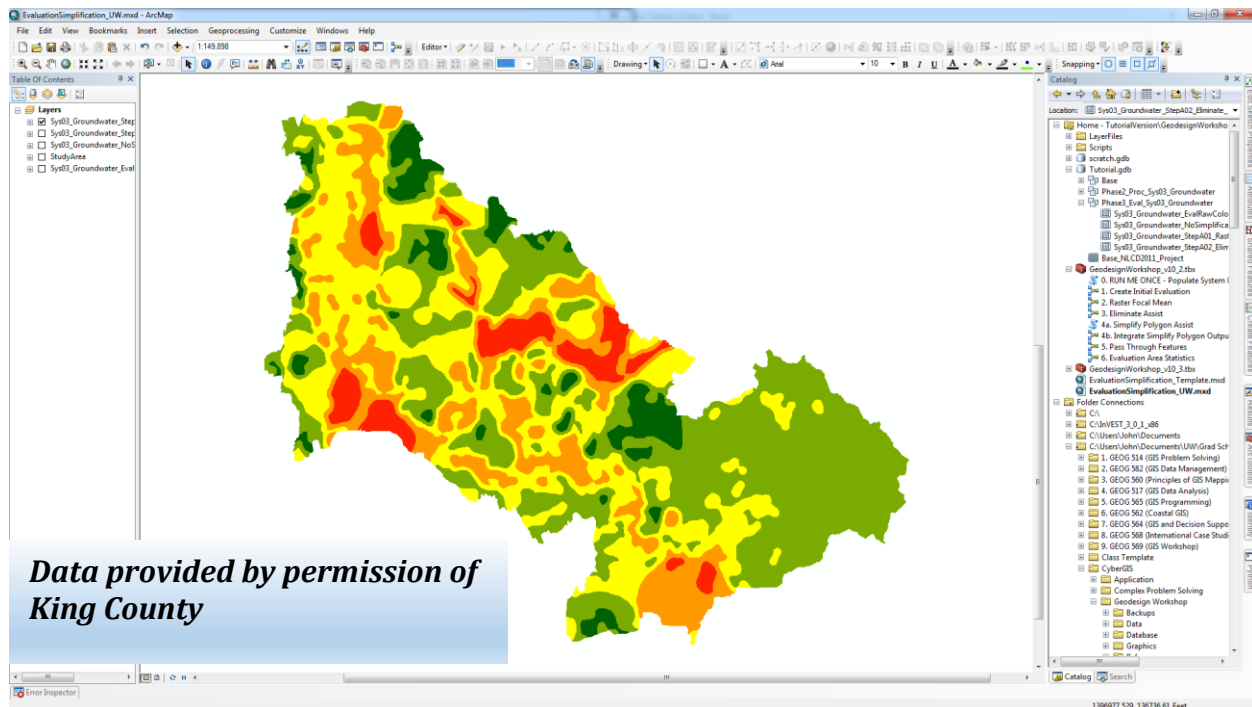 EvaluationSimplification_UW.mxd - ArcMap
File Edit View Bookmarks Insert Selection Geoprocessing Customize Windows Help
1:149,898
Editor
Drawing
Arial
10
B I U A
Snapping
Table Of Contents
Layers
Sys03_Groundwater_Step
Sys03_Groundwater_Step
Sys03_Groundwater_NoS
StudyArea
Sys03_Groundwater_Eval
Data provided by permission of
King County
Catalog
Location: Sys03_Groundwater_StepA02_Eliminate_
Home - TutorialVersion\GeodesignWorksho
LayerFiles
Scripts
scratch.gdb
Tutorial.gdb
Base
Phase2_Proc_Sys03_Groundwater
Phase3_Eval_Sys03_Groundwater
Sys03_Groundwater_EvalRawColo
Sys03_Groundwater_NoSimplifica
Sys03_Groundwater_StepA01_Rast
Sys03_Groundwater_StepA02_Elim
Base_NLCD2011_Project
GeodesignWorkshop_v10_2.tbx
0. RUN ME ONCE - Populate System
1. Create Initial Evaluation
2. Raster Focal Mean
3. Eliminate Assist
4a. Simplify Polygon Assist
4b. Integrate Simplify Polygon Outpu
5. Pass Through Features
6. Evaluation Area Statistics
GeodesignWorkshop_v10_3.tbx
EvaluationSimplification_Template.mxd
EvaluationSimplification_UW.mxd
Folder Connections
C:\
C:\InVEST_3_0_1_x86
C:\Users\John\Documents
C:\Users\John\Documents\UW\Grad Sch
1. GEOG 514 (GIS Problem Solving)
2. GEOG 582 (GIS Data Management)
3. GEOG 560 (Principles of GIS Mappi
4. GEOG 517 (GIS Data Analysis)
5. GEOG 565 (GIS Programming)
6. GEOG 562 (Coastal GIS)
7. GEOG 564 (GIS and Decision Suppo
8. GEOG 568 (International Case Studi
9. GEOG 569 (GIS Workshop)
Class Template
CyberGIS
Application
Complex Problem Solving
Geodesign Workshop
Backups
Data
Database
Graphics
Catalog Search
Error Inspector
1396977.529 136736.61 Feet